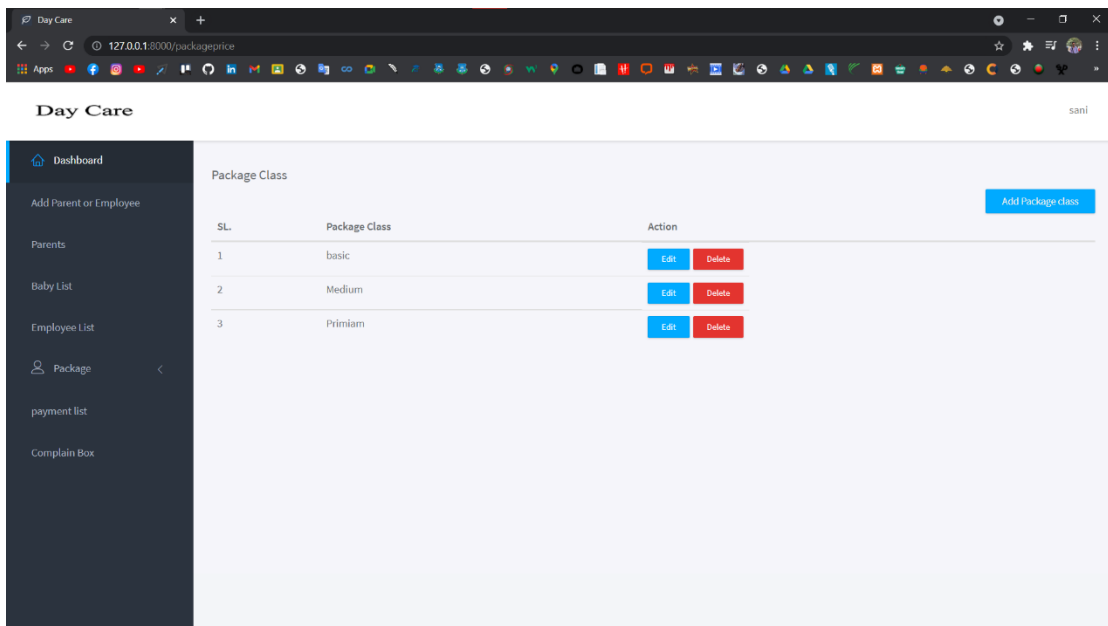 Day Care
127.0.0.1:8000/packageprice
Apps
Day Care
sani
Dashboard
Add Parent or Employee
Parents
Baby List
Employee List
Package
payment list
Complain Box
Package Class
Add Package class
SL. Package Class Action
1 basic Edit Delete
2 Medium Edit Delete
3 Primiam Edit Delete